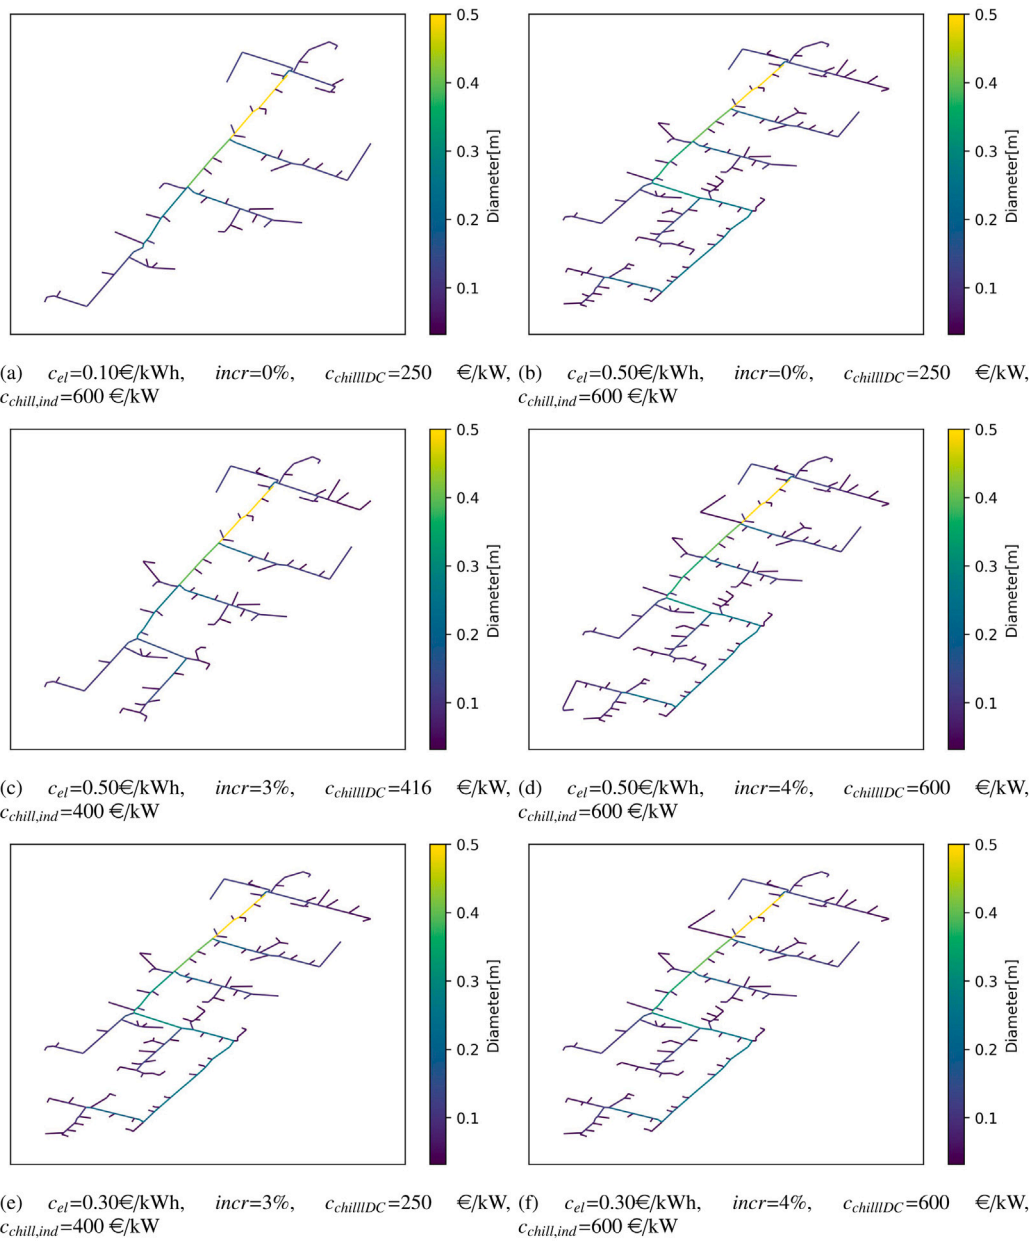 0.5
0.4
0.3
0.2
0.1
Diameter[m]
0.5
0.4
0.3
0.2
0.1
Diameter[m]
(a) c_el=0.10€/kWh, incr=0%, c_chilllDC=250 €/kW,
c_chill,ind=600 €/kW
(b) c_el=0.50€/kWh, incr=0%, c_chilllDC=250 €/kW,
c_chill,ind=600 €/kW
0.5
0.4
0.3
0.2
0.1
Diameter[m]
0.5
0.4
0.3
0.2
0.1
Diameter[m]
(c) c_el=0.50€/kWh, incr=3%, c_chilllDC=416 €/kW,
c_chill,ind=400 €/kW
(d) c_el=0.50€/kWh, incr=4%, c_chilllDC=600 €/kW,
c_chill,ind=600 €/kW
0.5
0.4
0.3
0.2
0.1
Diameter[m]
0.5
0.4
0.3
0.2
0.1
Diameter[m]
(e) c_el=0.30€/kWh, incr=3%, c_chilllDC=250 €/kW,
c_chill,ind=400 €/kW
(f) c_el=0.30€/kWh, incr=4%, c_chilllDC=600 €/kW,
c_chill,ind=600 €/kW